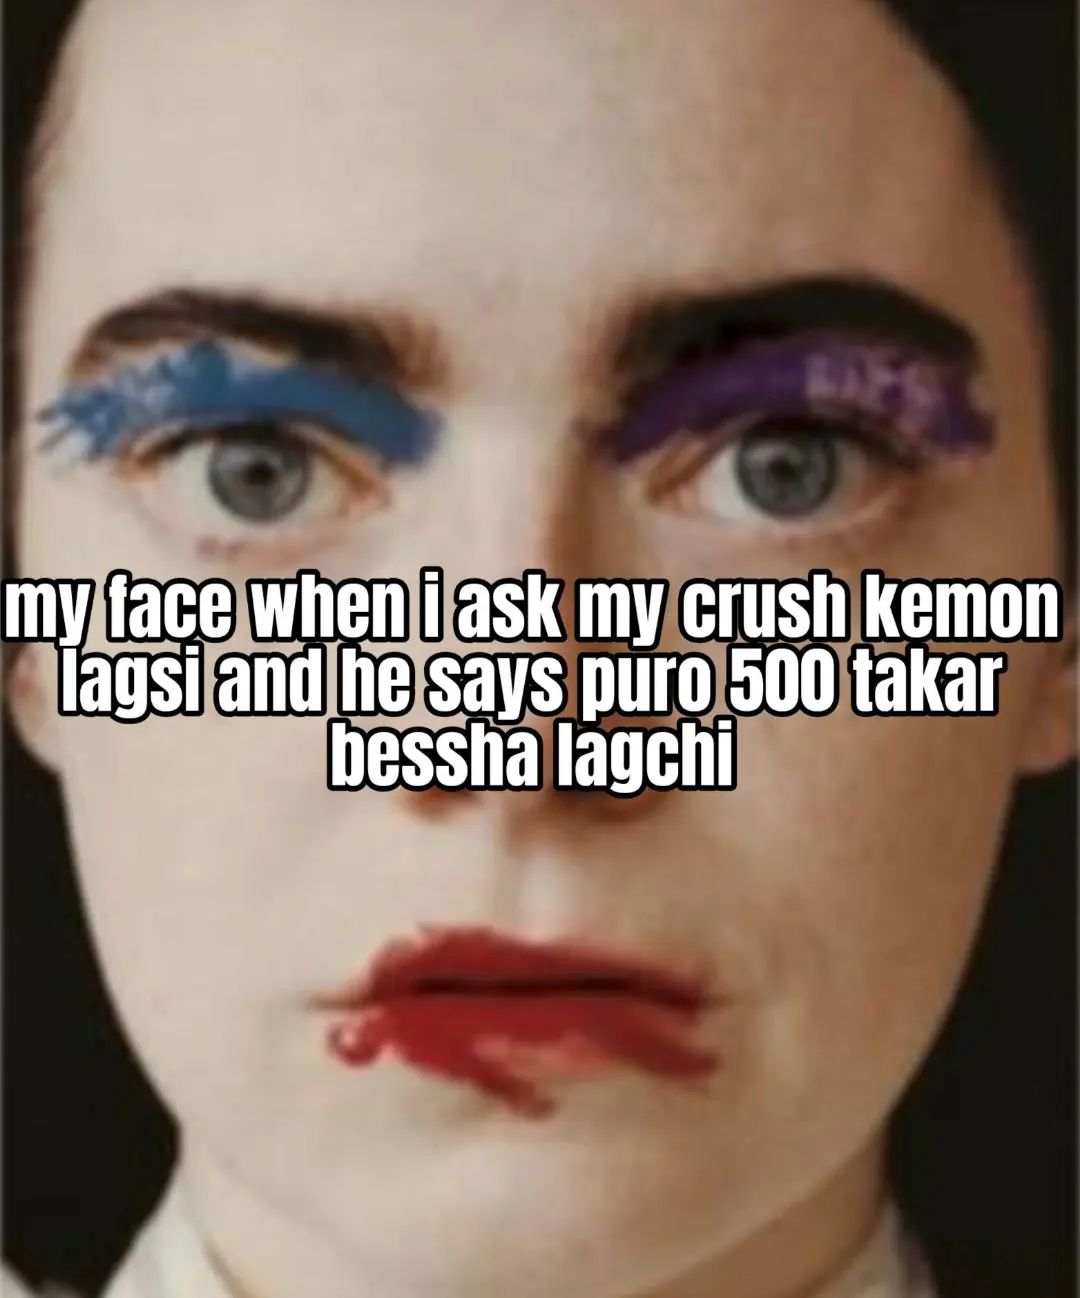 my face when i ask my crush kemon
lagsi and he says puro 500 takar
bessha lagchi